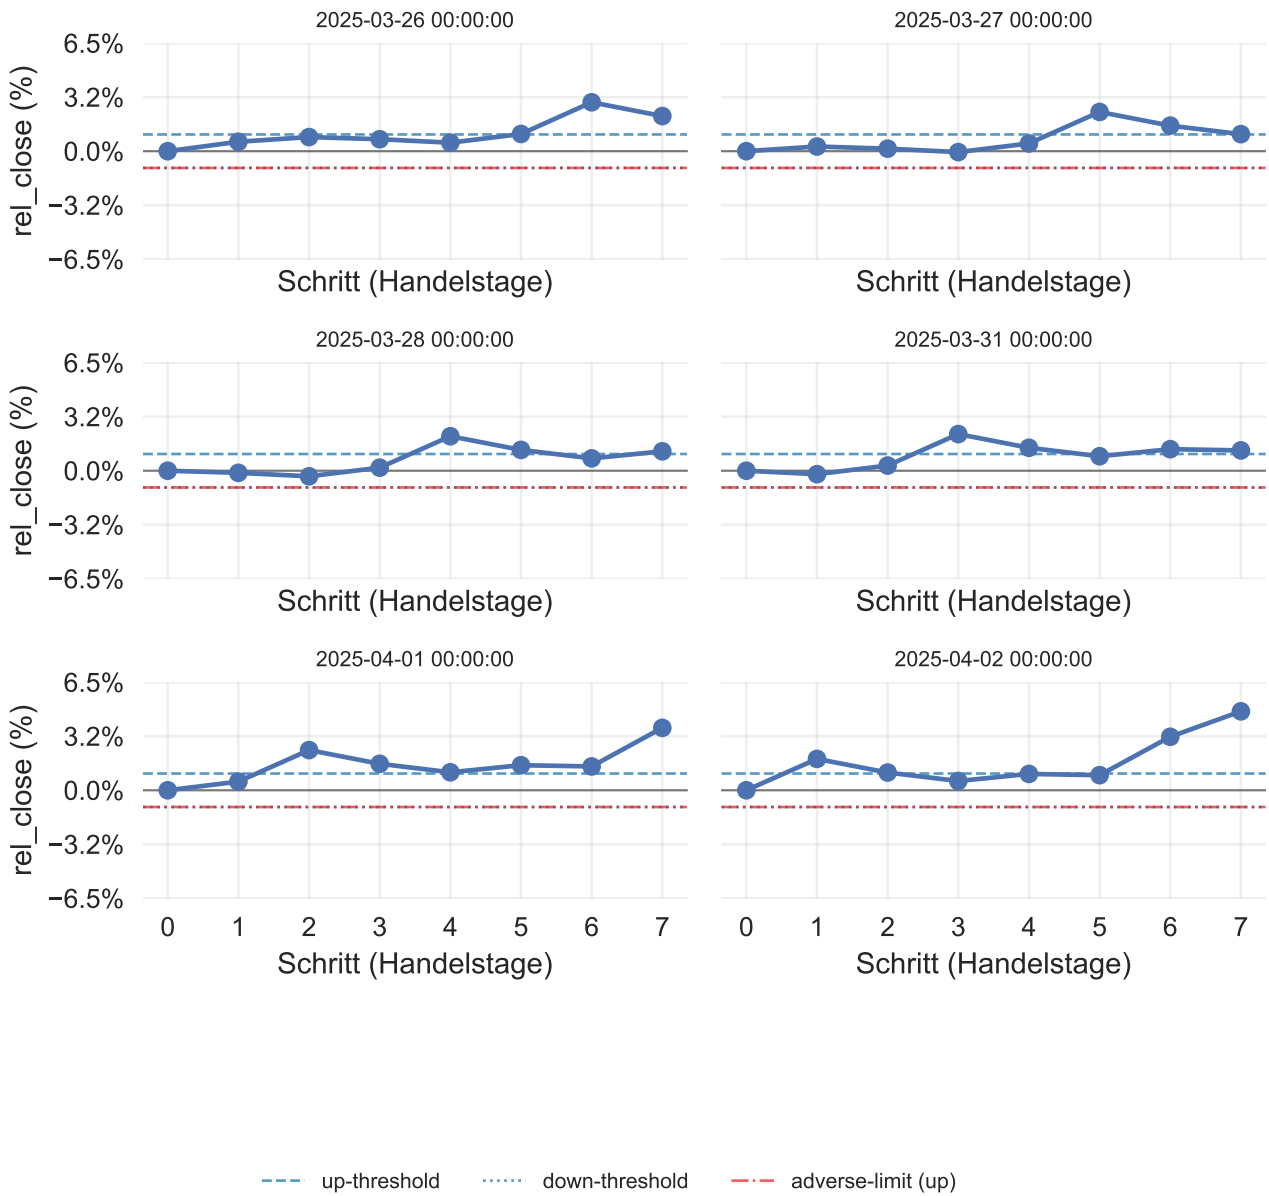 2025-03-26 00:00:00
2025-03-27 00:00:00
rel_close (%)
6.5%
3.2%
0.0%
−3.2%
−6.5%
Schritt (Handelstage)
Schritt (Handelstage)
2025-03-28 00:00:00
2025-03-31 00:00:00
rel_close (%)
6.5%
3.2%
0.0%
−3.2%
−6.5%
Schritt (Handelstage)
Schritt (Handelstage)
2025-04-01 00:00:00
2025-04-02 00:00:00
rel_close (%)
6.5%
3.2%
0.0%
−3.2%
−6.5%
0 1 2 3 4 5 6 7
0 1 2 3 4 5 6 7
Schritt (Handelstage)
Schritt (Handelstage)
up-threshold
down-threshold
adverse-limit (up)